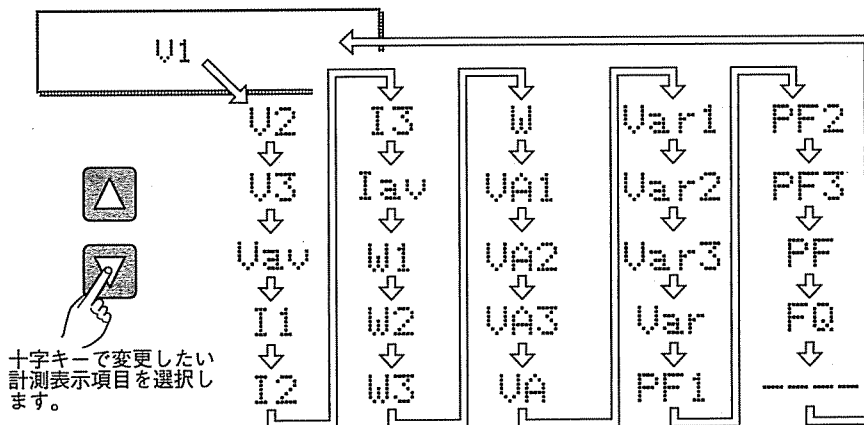 V1
V2
V3
Vav
I1
I2
I3
Iav
W1
W2
W3
W
VA1
VA2
VA3
VA
Var1
Var2
Var3
Var
PF1
PF2
PF3
PF
FQ
----
十字キーで変更したい
計測表示項目を選択し
ます。